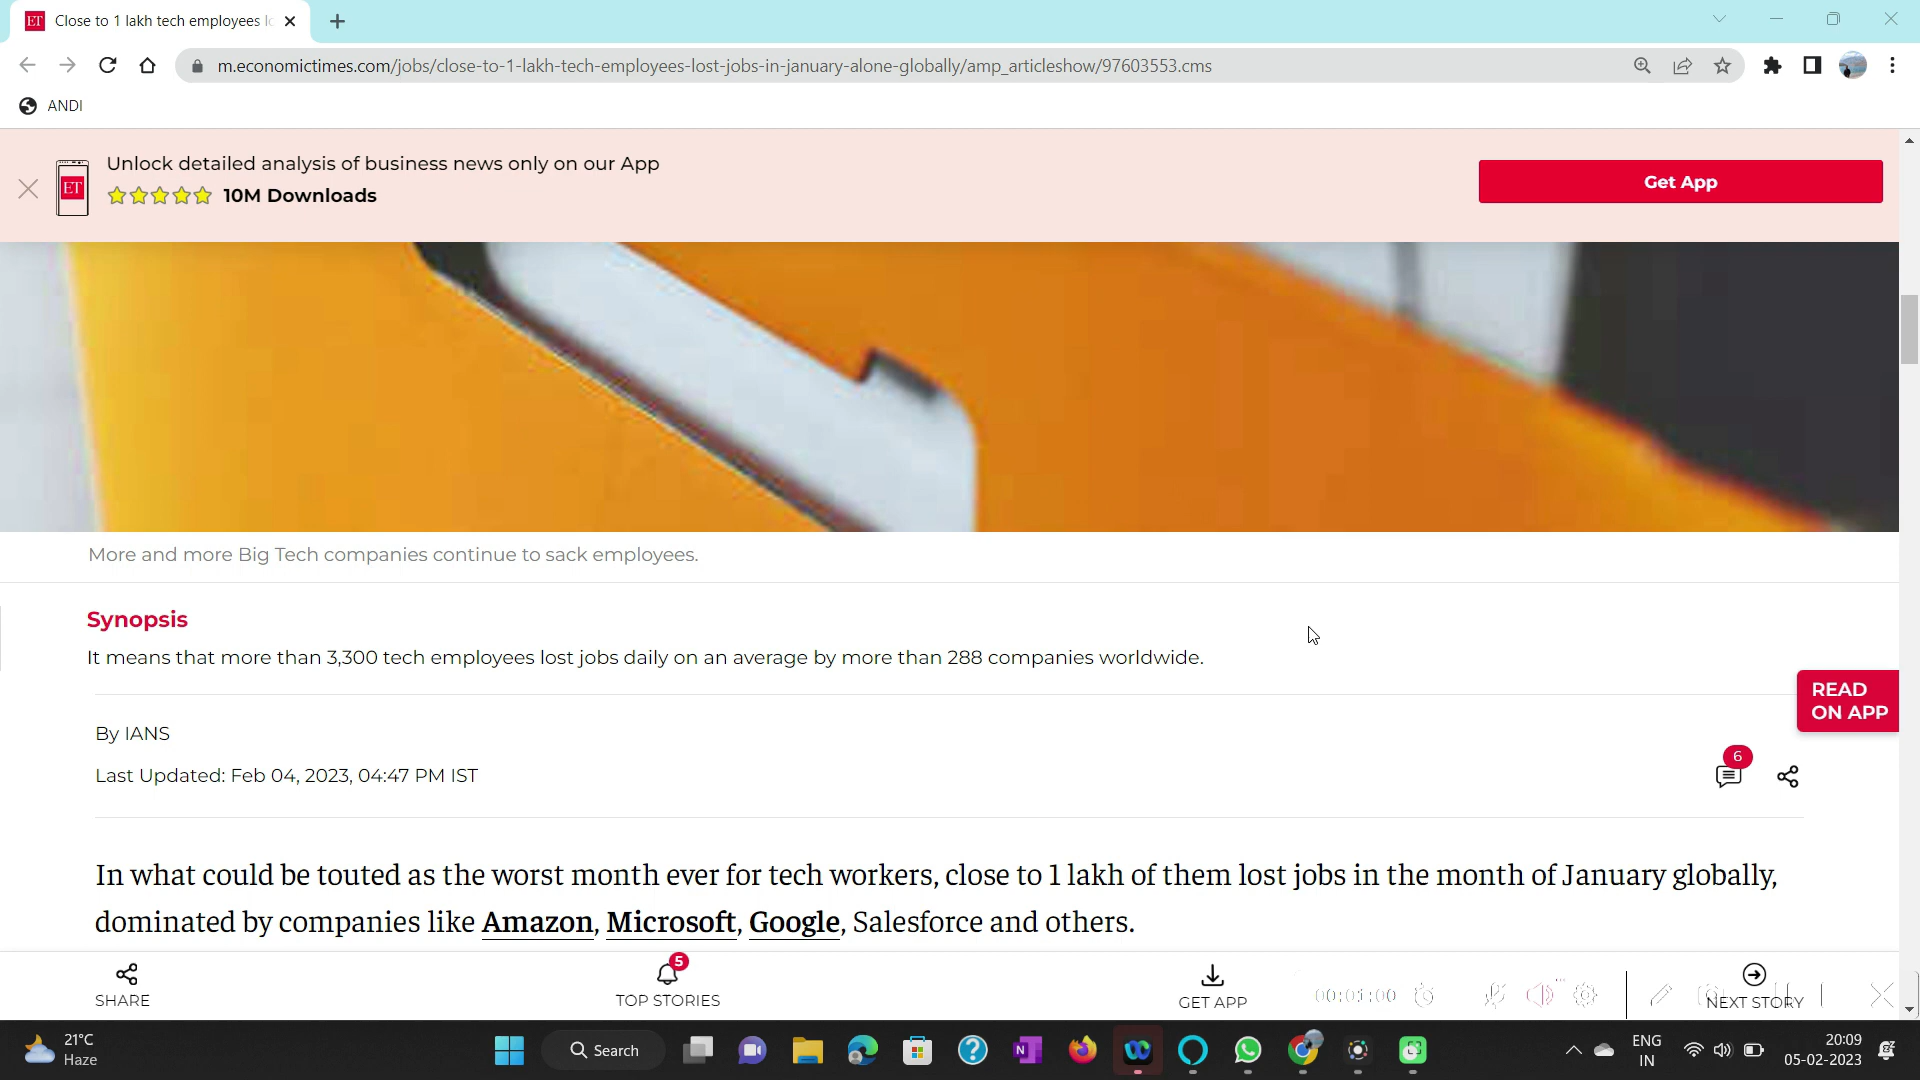 ET Close to 1 lakh tech employees lo
m.economictimes.com/jobs/close-to-1-lakh-tech-employees-lost-jobs-in-january-alone-globally/amp_articleshow/97603553.cms
ANDI
Unlock detailed analysis of business news only on our App
ET
10M Downloads
Get App
More and more Big Tech companies continue to sack employees.
Synopsis
It means that more than 3,300 tech employees lost jobs daily on an average by more than 288 companies worldwide.
READ
ON APP
By IANS
6
Last Updated: Feb 04, 2023, 04:47 PM IST
In what could be touted as the worst month ever for tech workers, close to 1 lakh of them lost jobs in the month of January globally,
dominated by companies like Amazon, Microsoft, Google, Salesforce and others.
5
SHARE
TOP STORIES
GET APP
00:01:00
NEXT STORY
21°C
Haze
Search
N
ENG
IN
20:09
05-02-2023